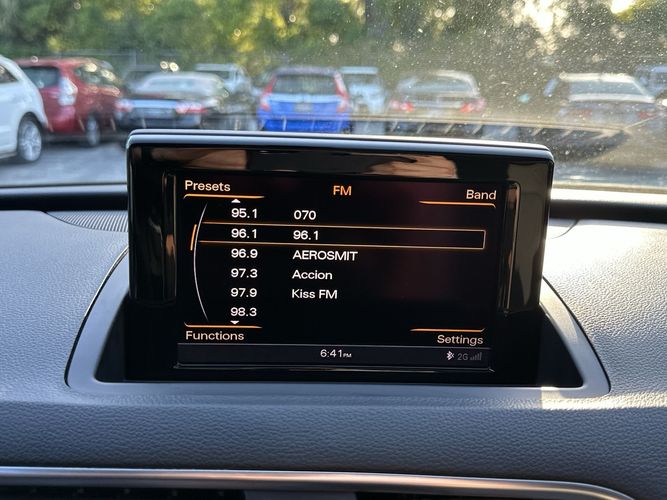 Presets FM Band
95.1 070
96.1 96.1
96.9 AEROSMIT
97.3 Accion
97.9 Kiss FM
98.3
Functions Settings
6:41PM 2G